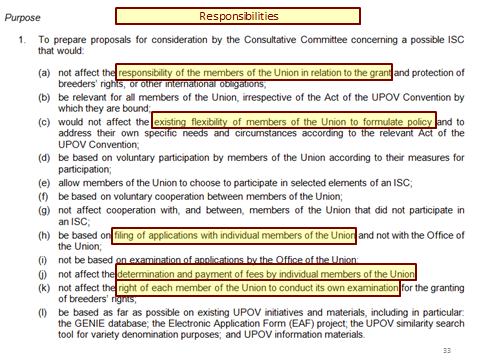 Responsibilities
Purpose
1. To prepare proposals for consideration by the Consultative Committee concerning a possible ISC
that would:
(a) not affect the responsibility of the members of the Union in relation to the grant and protection of
breeders' rights, or other international obligations;
(b) be relevant for all members of the Union, irrespective of the Act of the UPOV Convention by
which they are bound;
(c) would not affect the existing flexibility of members of the Union to formulate policy and to
address their own specific needs and circumstances according to the relevant Act of the
UPOV Convention;
(d) be based on voluntary participation by members of the Union according to their measures for
participation;
(e) allow members of the Union to choose to participate in selected elements of an ISC;
(f) be based on voluntary cooperation between members of the Union;
(g) not affect cooperation with, and between, members of the Union that did not participate in
an ISC;
(h) be based on filing of applications with individual members of the Union and not with the Office of
the Union;
(i) not be based on examination of applications by the Office of the Union;
(j) not affect the determination and payment of fees by individual members of the Union
(k) not affect the right of each member of the Union to conduct its own examination for the granting
of breeders' rights;
(l) be based as far as possible on existing UPOV initiatives and materials, including in particular:
the GENIE database; the Electronic Application Form (EAF) project; the UPOV similarity search
tool for variety denomination purposes; and UPOV information materials.
33